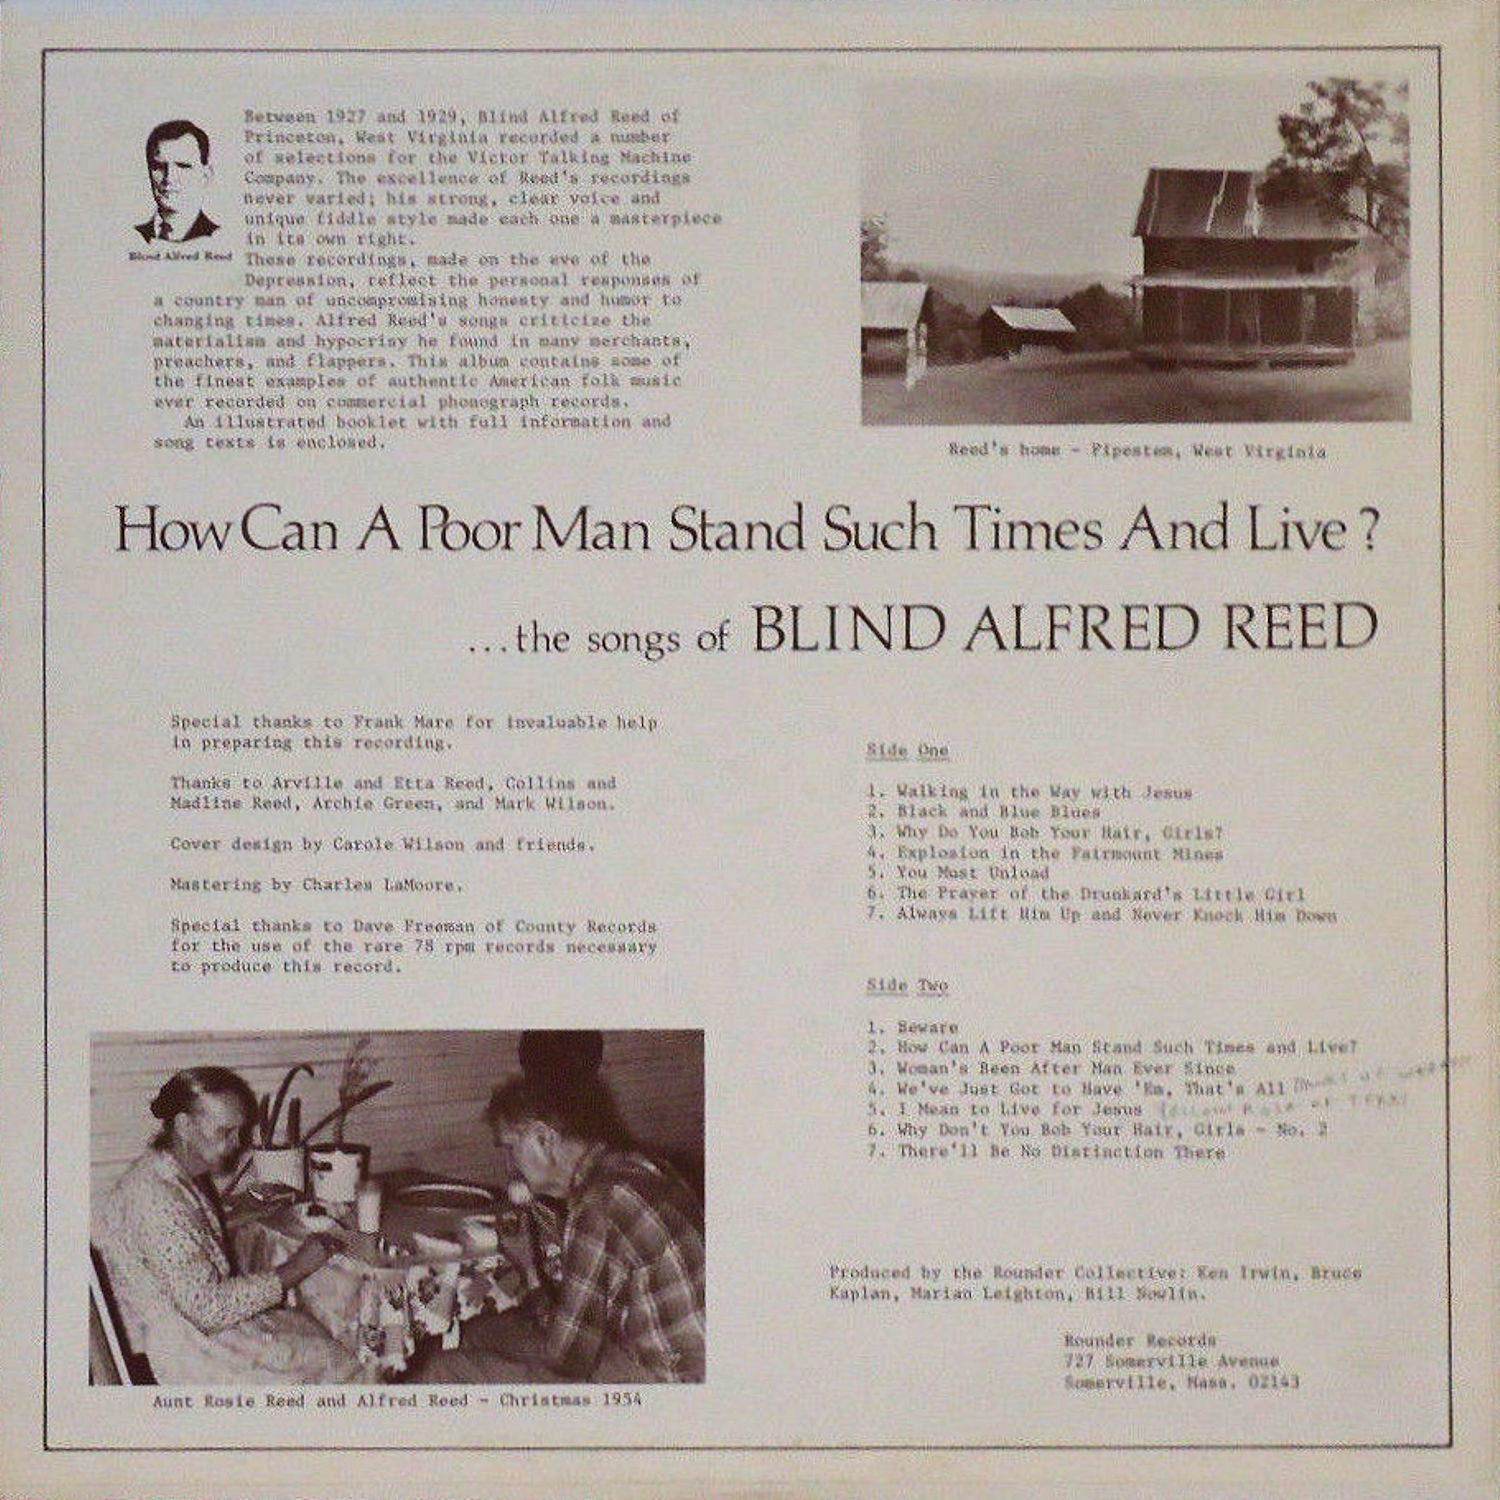 Between 1927 and 1929, Blind Alfred Reed of
Princeton, West Virginia recorded a number
of selections for the Victor Talking Machine
Company. The excellence of Reed's recordings
never varied; his strong, clear voice and
unique fiddle style made each one a masterpiece
in its own right.
Blind Alfred Reed
These recordings, made on the eve of the
Depression, reflect the personal responses of
a country man of uncompromising honesty and humor to
changing times. Alfred Reed's songs criticize the
materialism and hypocrisy he found in many merchants,
preachers, and flappers. This album contains some of
the finest examples of authentic American folk music
ever recorded on commercial phonograph records.
An illustrated booklet with full information and
song texts is enclosed.
Reed's home - Pipestem, West Virginia
How Can A Poor Man Stand Such Times And Live?
...the songs of BLIND ALFRED REED
Special thanks to Frank Mare for invaluable help
in preparing this recording.
Thanks to Arville and Etta Reed, Collins and
Madline Reed, Archie Green, and Mark Wilson.
Cover design by Carole Wilson and friends.
Mastering by Charles LaMoore.
Special thanks to Dave Freeman of County Records
for the use of the rare 78 rpm records necessary
to produce this record.
Aunt Rosie Reed and Alfred Reed - Christmas 1954
Side One
1. Walking in the Way with Jesus
2. Black and Blue Blues
3. Why Do You Bob Your Hair, Girls?
4. Explosion in the Fairmount Mines
5. You Must Unload
6. The Prayer of the Drunkard's Little Girl
7. Always Lift Him Up and Never Knock Him Down
Side Two
1. Beware
2. How Can A Poor Man Stand Such Times and Live?
3. Woman's Been After Man Ever Since
4. We've Just Got to Have 'Em, That's All
5. I Mean to Live for Jesus
6. Why Don't You Bob Your Hair, Girls - No. 2
7. There'll Be No Distinction There
Produced by the Rounder Collective: Ken Irwin, Bruce
Kaplan, Marian Leighton, Bill Nowlin.
Rounder Records
727 Somerville Avenue
Somerville, Mass. 02143